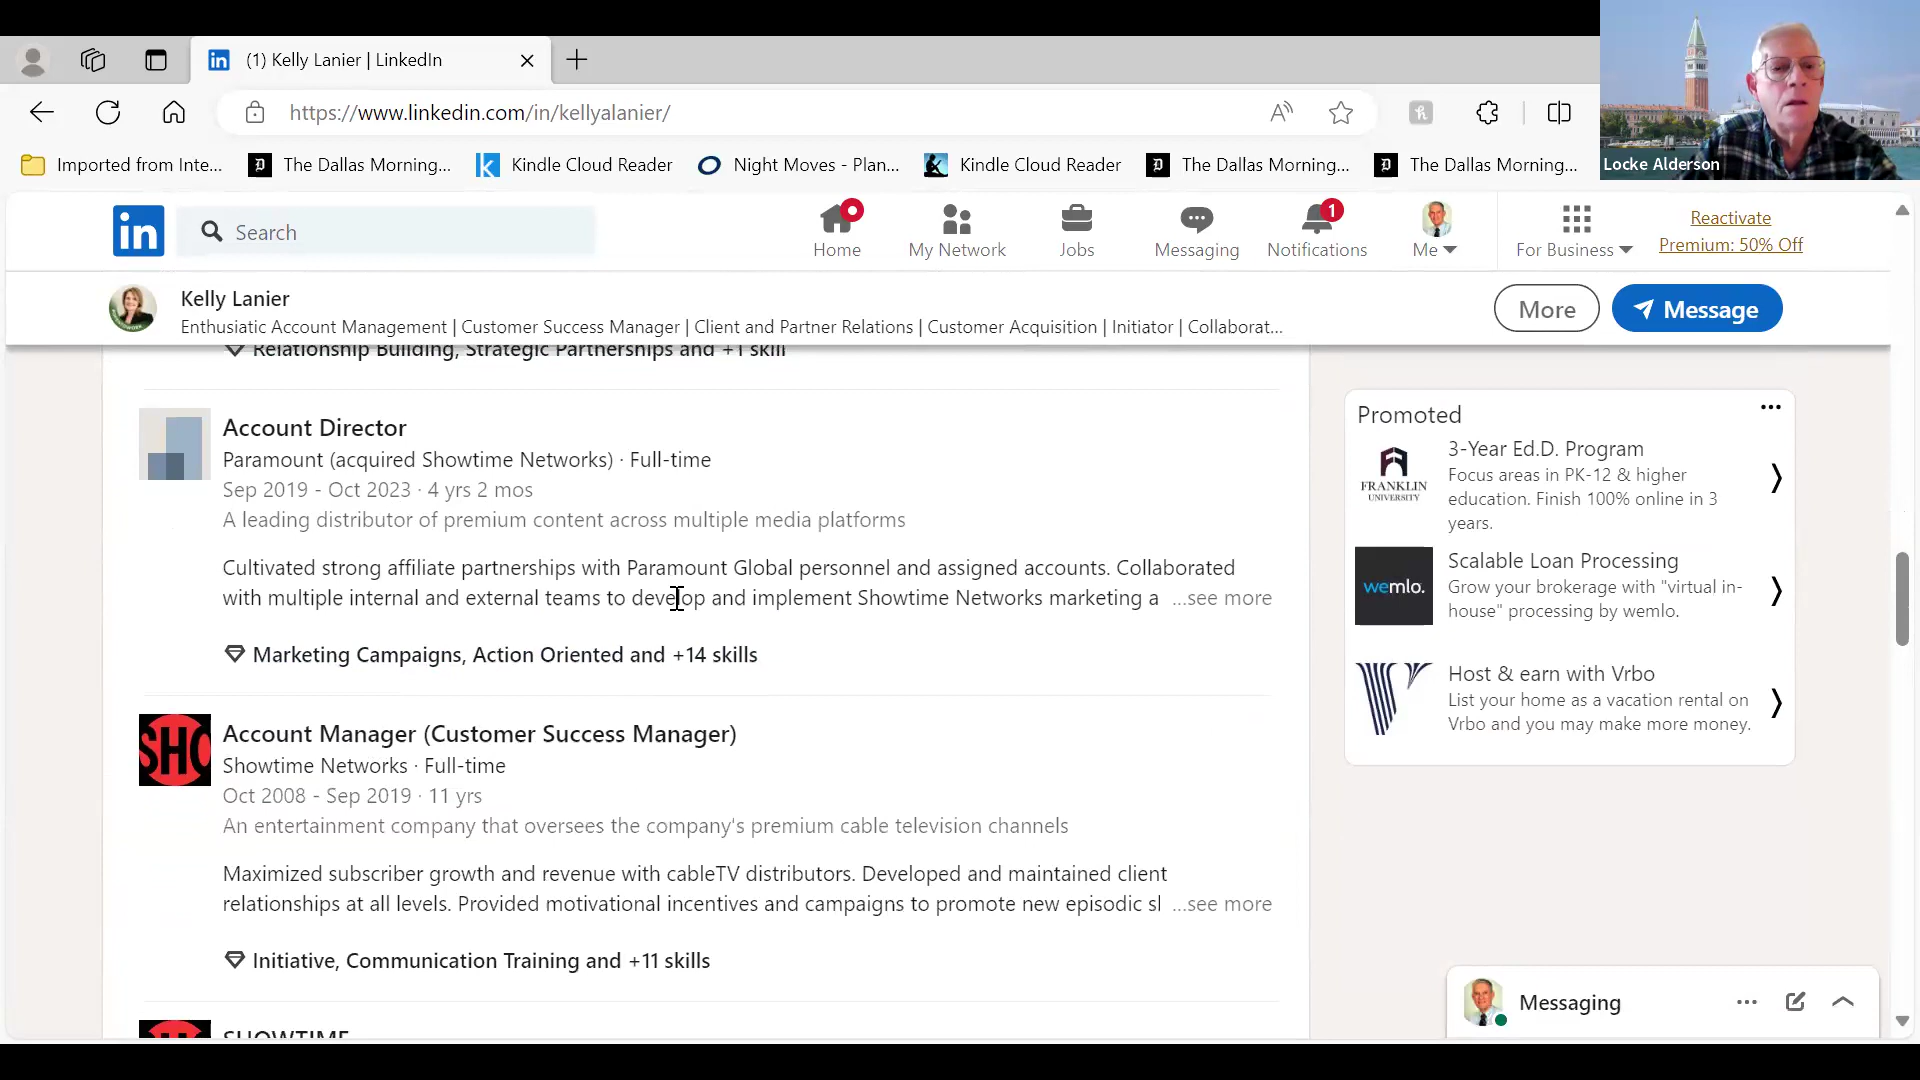 (1) Kelly Lanier | LinkedIn
https://www.linkedin.com/in/kellyalanier/
Imported from Inte...
The Dallas Morning...
Kindle Cloud Reader
Night Moves - Plan...
Kindle Cloud Reader
The Dallas Morning...
The Dallas Morning...
Locke Alderson
in
Search
Home
My Network
Jobs
Messaging
1
Notifications
Me
For Business
Reactivate
Premium: 50% Off
Kelly Lanier
Enthusiastic Account Management | Customer Success Manager | Client and Partner Relations | Customer Acquisition | Initiator | Collaborat...
More
Message
Relationship Building, Strategic Partnerships and +1 skill
Account Director
Paramount (acquired Showtime Networks) · Full-time
Sep 2019 - Oct 2023 · 4 yrs 2 mos
A leading distributor of premium content across multiple media platforms
Cultivated strong affiliate partnerships with Paramount Global personnel and assigned accounts. Collaborated
with multiple internal and external teams to develop and implement Showtime Networks marketing a ...see more
Marketing Campaigns, Action Oriented and +14 skills
SHO
Account Manager (Customer Success Manager)
Showtime Networks · Full-time
Oct 2008 - Sep 2019 · 11 yrs
An entertainment company that oversees the company's premium cable television channels
Maximized subscriber growth and revenue with cableTV distributors. Developed and maintained client
relationships at all levels. Provided motivational incentives and campaigns to promote new episodic sl ...see more
Initiative, Communication Training and +11 skills
SHOWTIME
Promoted
FRANKLIN
UNIVERSITY
3-Year Ed.D. Program
Focus areas in PK-12 & higher
education. Finish 100% online in 3
years.
wemlo.
Scalable Loan Processing
Grow your brokerage with "virtual in-
house" processing by wemlo.
Host & earn with Vrbo
List your home as a vacation rental on
Vrbo and you may make more money.
Messaging